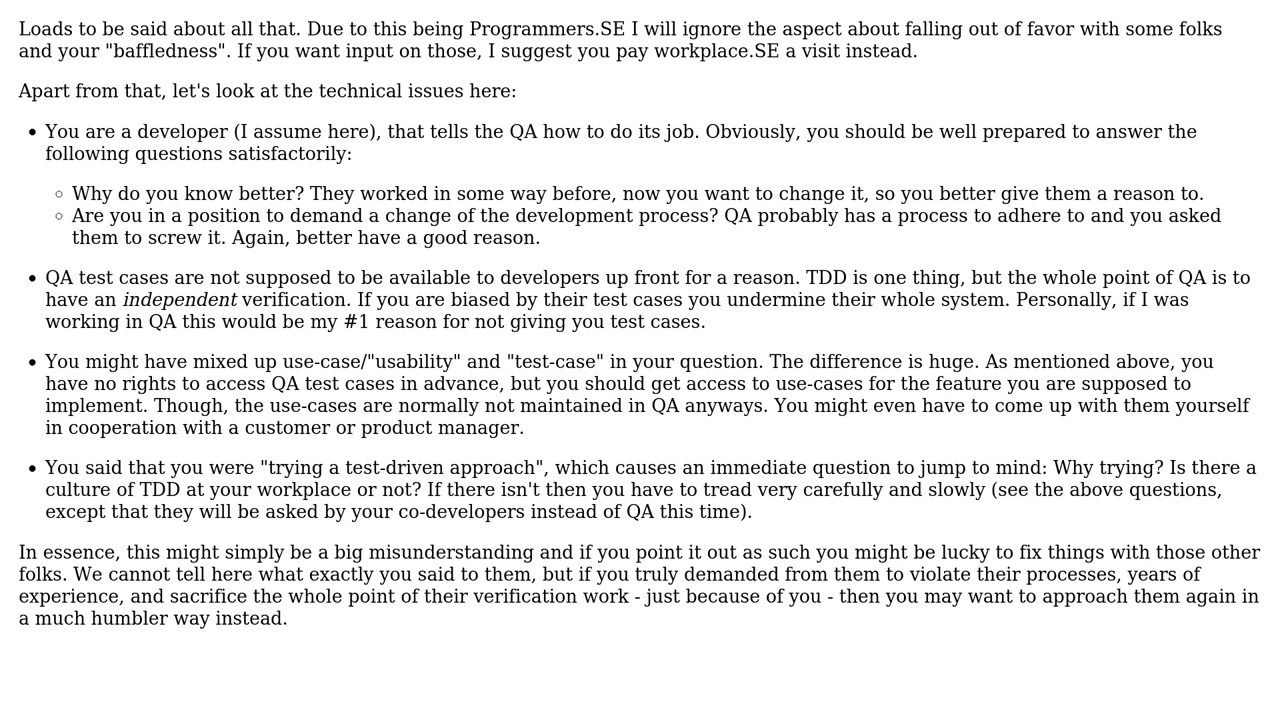 Loads to be said about all that. Due to this being Programmers.SE I will ignore the aspect about falling out of favor with some folks
and your "baffledness". If you want input on those, I suggest you pay workplace.SE a visit instead.
Apart from that, let's look at the technical issues here:
• You are a developer (I assume here), that tells the QA how to do its job. Obviously, you should be well prepared to answer the
following questions satisfactorily:
◦ Why do you know better? They worked in some way before, now you want to change it, so you better give them a reason to.
◦ Are you in a position to demand a change of the development process? QA probably has a process to adhere to and you asked
them to screw it. Again, better have a good reason.
• QA test cases are not supposed to be available to developers up front for a reason. TDD is one thing, but the whole point of QA is to
have an independent verification. If you are biased by their test cases you undermine their whole system. Personally, if I was
working in QA this would be my #1 reason for not giving you test cases.
• You might have mixed up use-case/"usability" and "test-case" in your question. The difference is huge. As mentioned above, you
have no rights to access QA test cases in advance, but you should get access to use-cases for the feature you are supposed to
implement. Though, the use-cases are normally not maintained in QA anyways. You might even have to come up with them yourself
in cooperation with a customer or product manager.
• You said that you were "trying a test-driven approach", which causes an immediate question to jump to mind: Why trying? Is there a
culture of TDD at your workplace or not? If there isn't then you have to tread very carefully and slowly (see the above questions,
except that they will be asked by your co-developers instead of QA this time).
In essence, this might simply be a big misunderstanding and if you point it out as such you might be lucky to fix things with those other
folks. We cannot tell here what exactly you said to them, but if you truly demanded from them to violate their processes, years of
experience, and sacrifice the whole point of their verification work - just because of you - then you may want to approach them again in
a much humbler way instead.